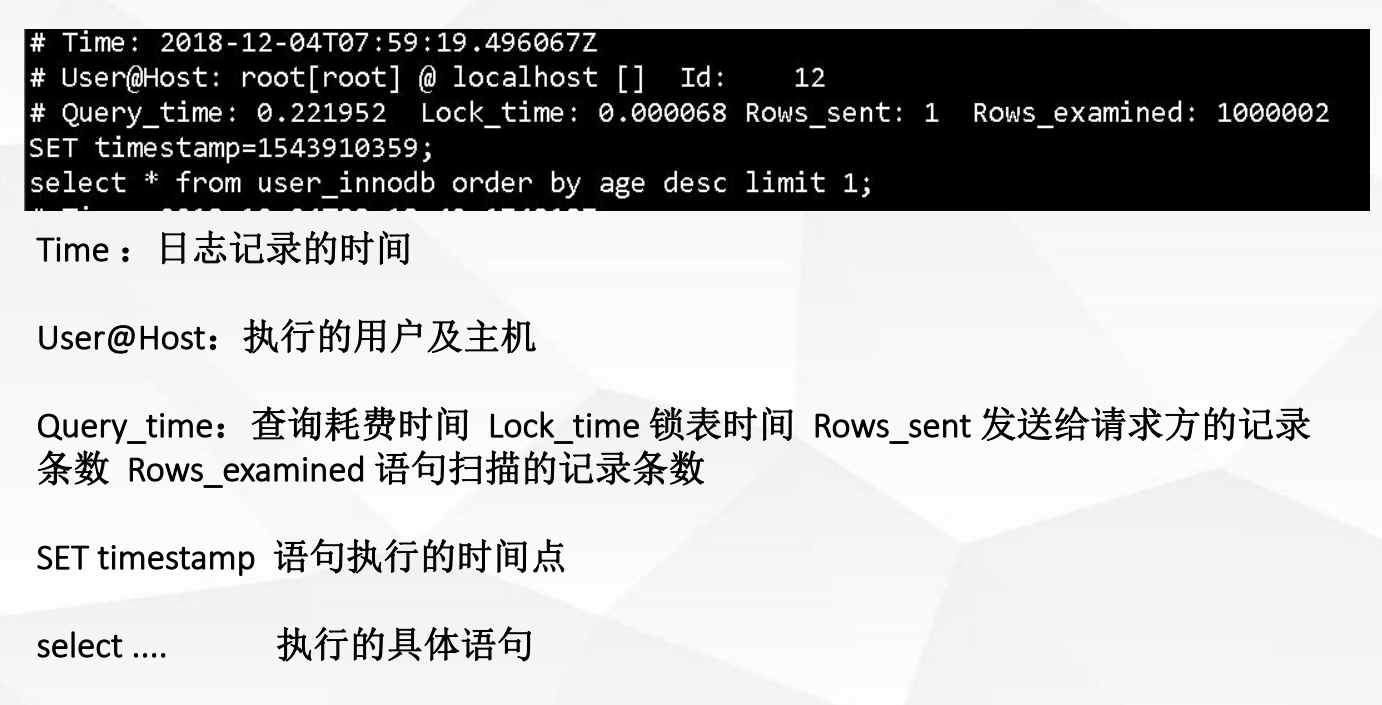 # Time: 2018-12-04T07:59:19.496067Z
# User@Host: root[root] @ localhost []  Id:    12
# Query_time: 0.221952  Lock_time: 0.000068 Rows_sent: 1  Rows_examined: 1000002
SET timestamp=1543910359;
select * from user_innodb order by age desc limit 1;
Time ：日志记录的时间
User@Host：执行的用户及主机
Query_time：查询耗费时间 Lock_time 锁表时间 Rows_sent 发送给请求方的记录
条数 Rows_examined 语句扫描的记录条数
SET timestamp 语句执行的时间点
select .... 执行的具体语句